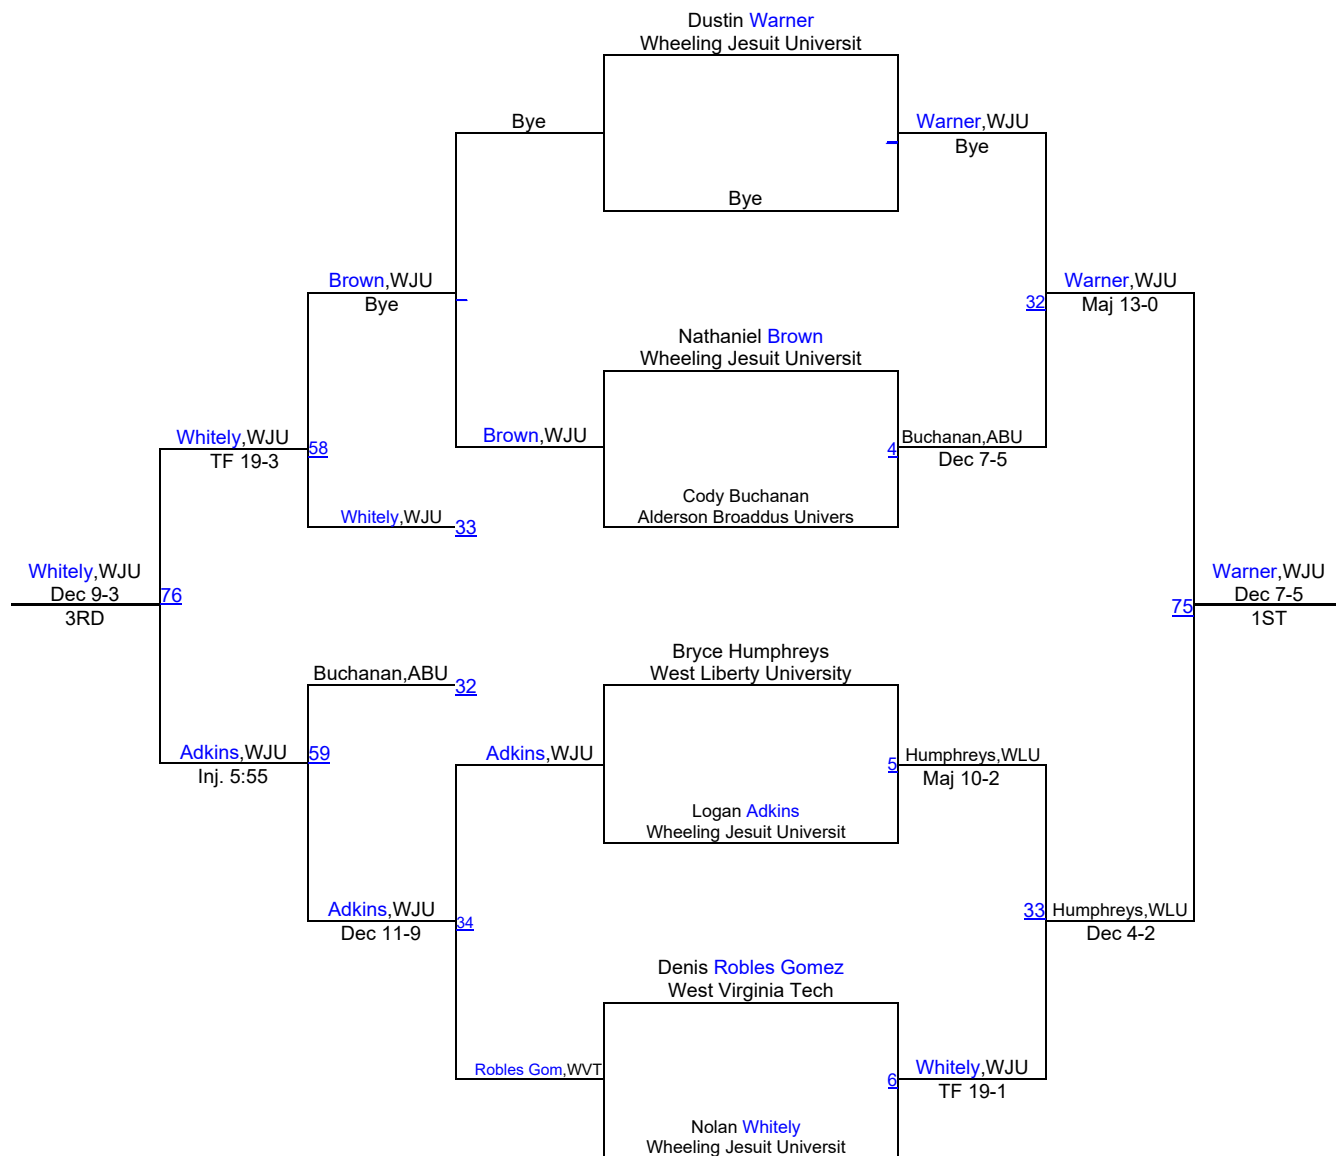 Dustin Warner
Wheeling Jesuit Universit
Bye
Warner,WJU
Bye
Bye
Brown,WJU
Bye
Warner,WJU
32
Maj 13-0
Nathaniel Brown
Wheeling Jesuit Universit
Whitely,WJU
58
TF 19-3
Brown,WJU
4
Buchanan,ABU
Dec 7-5
Cody Buchanan
Alderson Broaddus Univers
Whitely,WJU
33
Whitely,WJU
Dec 9-3
76
3RD
Warner,WJU
Dec 7-5
75
1ST
Bryce Humphreys
West Liberty University
Buchanan,ABU
32
Adkins,WJU
59
Inj. 5:55
Adkins,WJU
5
Humphreys,WLU
Maj 10-2
Logan Adkins
Wheeling Jesuit Universit
Adkins,WJU
34
Dec 11-9
33
Humphreys,WLU
Dec 4-2
Denis Robles Gomez
West Virginia Tech
Robles Gom,WVT
6
Whitely,WJU
TF 19-1
Nolan Whitely
Wheeling Jesuit Universit